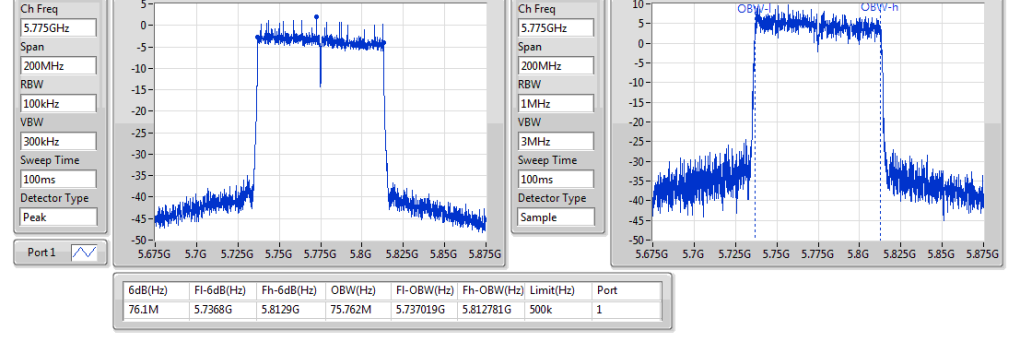 Ch Freq
5.775GHz
Span
200MHz
RBW
100kHz
VBW
300kHz
Sweep Time
100ms
Detector Type
Peak
Port 1
5-
0-
-5-
-10-
-15-
-20-
-25-
-30-
-35-
-40-
-45-
-50-
5.675G 5.7G 5.725G 5.75G 5.775G 5.8G 5.825G 5.85G 5.875G
Ch Freq
5.775GHz
Span
200MHz
RBW
1MHz
VBW
3MHz
Sweep Time
100ms
Detector Type
Sample
OBW-l OBW-h
10-
5-
0-
-5-
-10-
-15-
-20-
-25-
-30-
-35-
-40-
-45-
-50-
5.675G 5.7G 5.725G 5.75G 5.775G 5.8G 5.825G 5.85G 5.875G
6dB(Hz) Fl-6dB(Hz) Fh-6dB(Hz) OBW(Hz) Fl-OBW(Hz) Fh-OBW(Hz) Limit(Hz) Port
76.1M 5.7368G 5.8129G 75.762M 5.737019G 5.812781G 500k 1